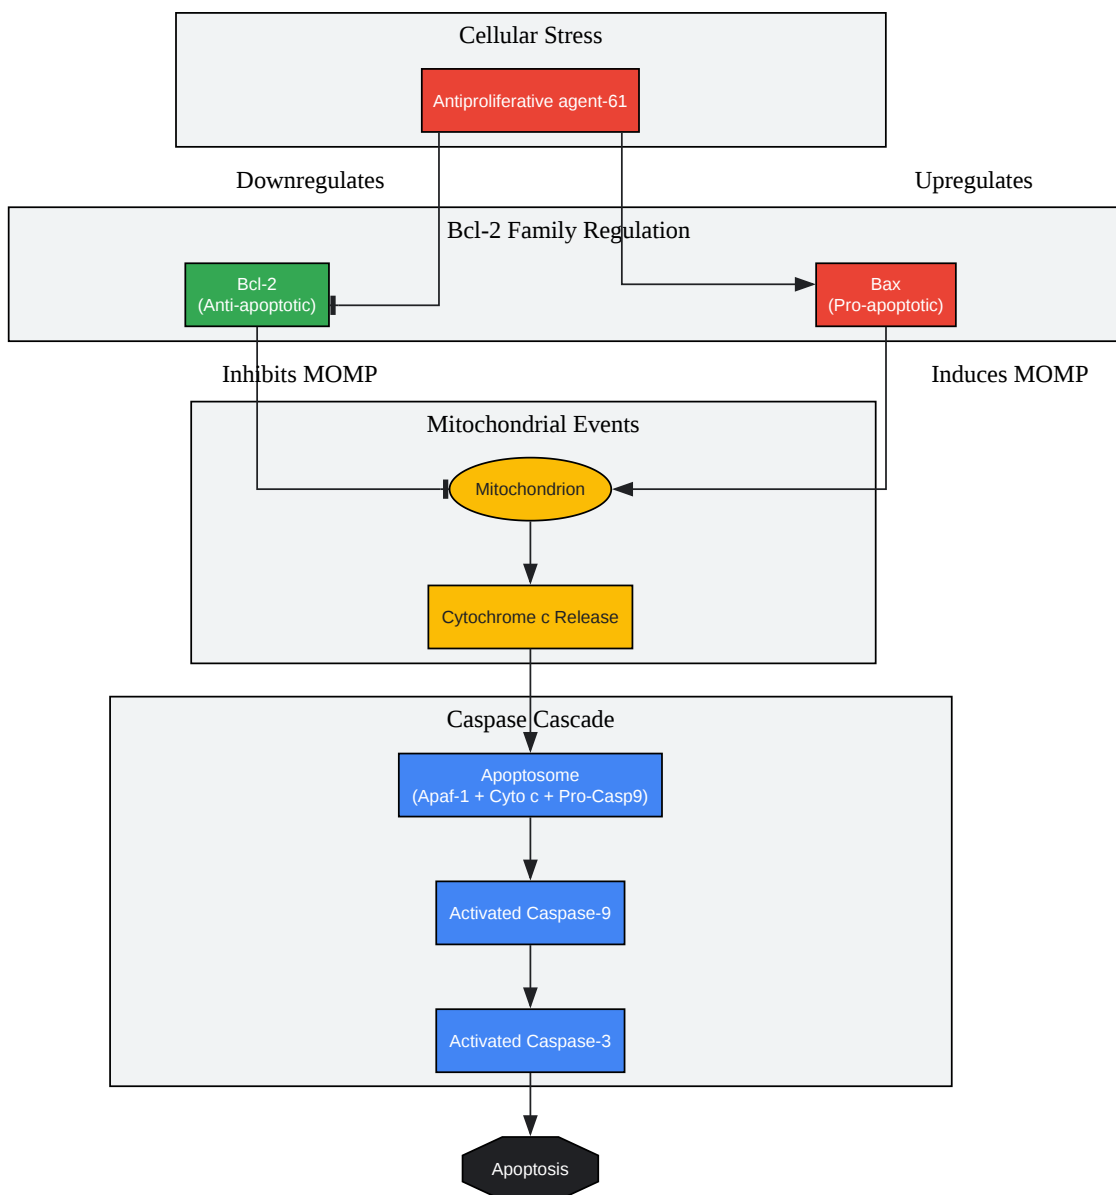 Cellular Stress
Antiproliferative agent-61
Downregulates
Upregulates
Bcl-2 Family Regulation
Bcl-2
(Anti-apoptotic)
Bax
(Pro-apoptotic)
Inhibits MOMP
Induces MOMP
Mitochondrial Events
Mitochondrion
Cytochrome c Release
Caspase Cascade
Apoptosome
(Apaf-1 + Cyto c + Pro-Casp9)
Activated Caspase-9
Activated Caspase-3
Apoptosis